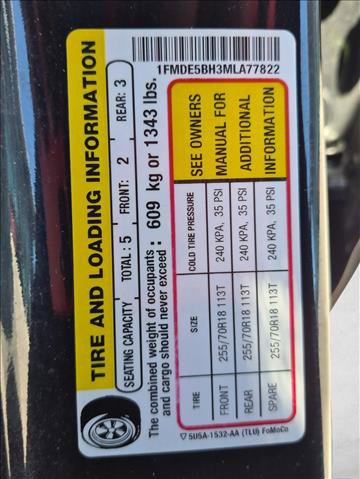 1FMDE5BH3MLA77822
TIRE AND LOADING INFORMATION
SEATING CAPACITY TOTAL : 5 FRONT: 2 REAR: 3
The combined weight of occupants : 609 kg or 1343 lbs.
and cargo should never exceed
TIRE SIZE COLD TIRE PRESSURE SEE OWNERS
FRONT 255/70R18 113T 240 KPA, 35 PSI MANUAL FOR
REAR 255/70R18 113T 240 KPA, 35 PSI ADDITIONAL
SPARE 255/70R18 113T 240 KPA, 35 PSI INFORMATION
5U5A-1532-AA (TLU) FoMoCo